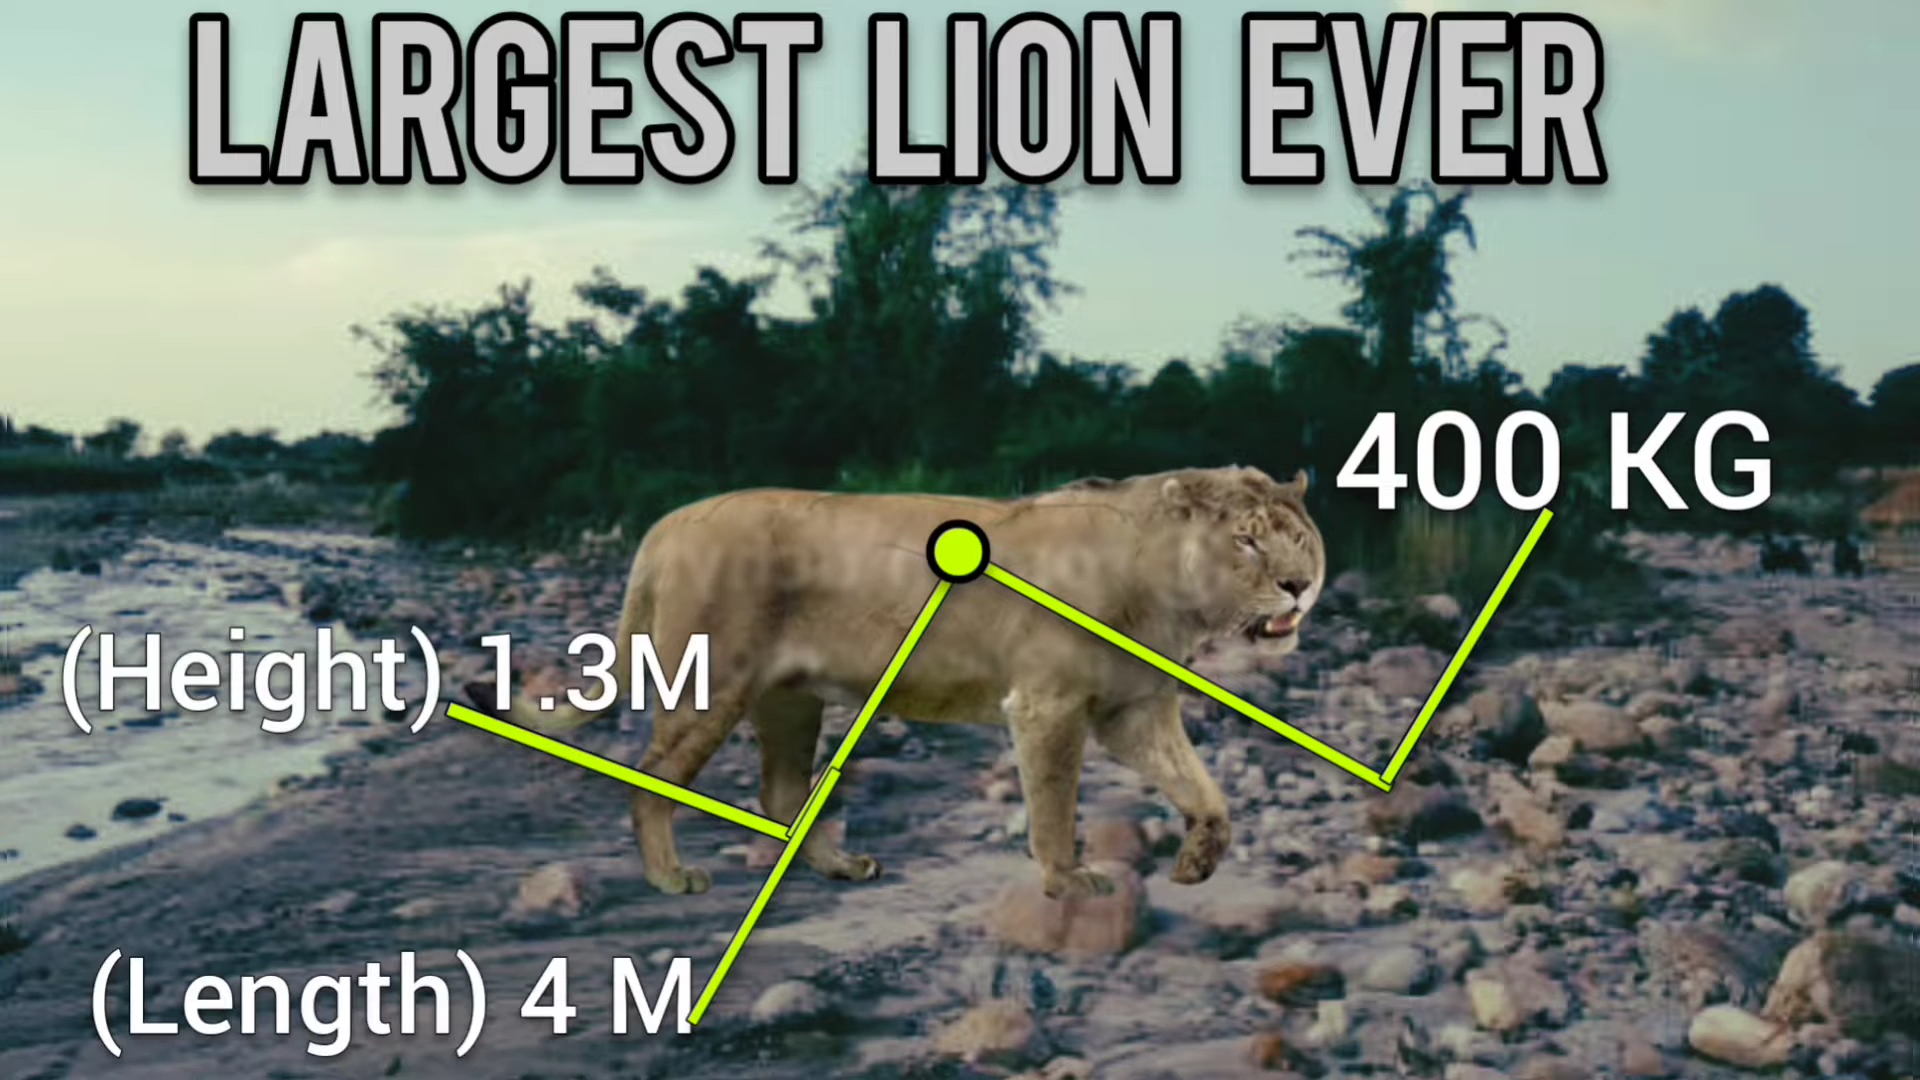 LARGEST LION EVER
400 KG
(Height) 1.3M
(Length) 4 M